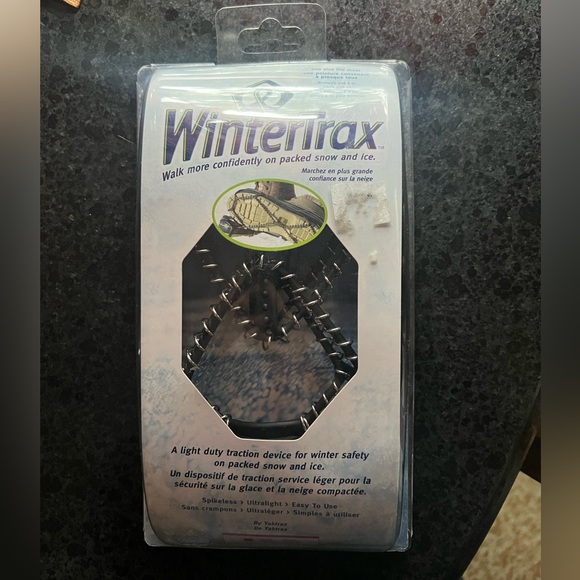 WinterTrax™
Walk more confidently on packed snow and ice.
Marchez en plus grande
confiance sur la neige
A light duty traction device for winter safety
on packed snow and ice.
Un dispositif de traction service léger pour la
sécurité sur la glace et la neige compactée.
Spikeless > Ultralight > Easy To Use
Sans crampons > Ultraléger > Simples à utiliser
By Yaktrax
De Yaktrax